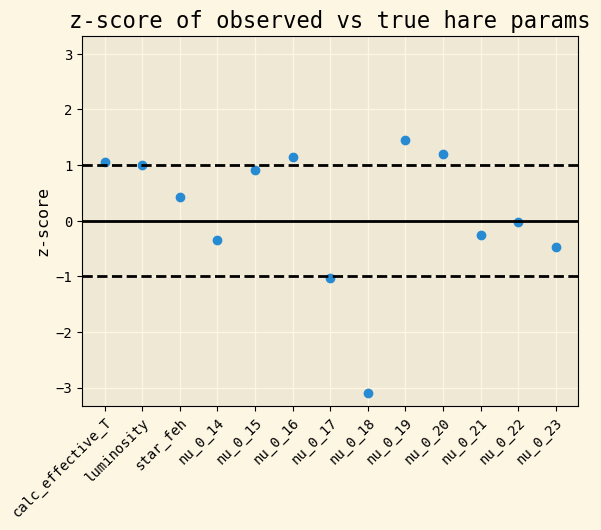 z-score of observed vs true hare params
z-score
3
2
1
0
−1
−2
−3
calc_effective_T
luminosity
star_feh
nu_0_14
nu_0_15
nu_0_16
nu_0_17
nu_0_18
nu_0_19
nu_0_20
nu_0_21
nu_0_22
nu_0_23